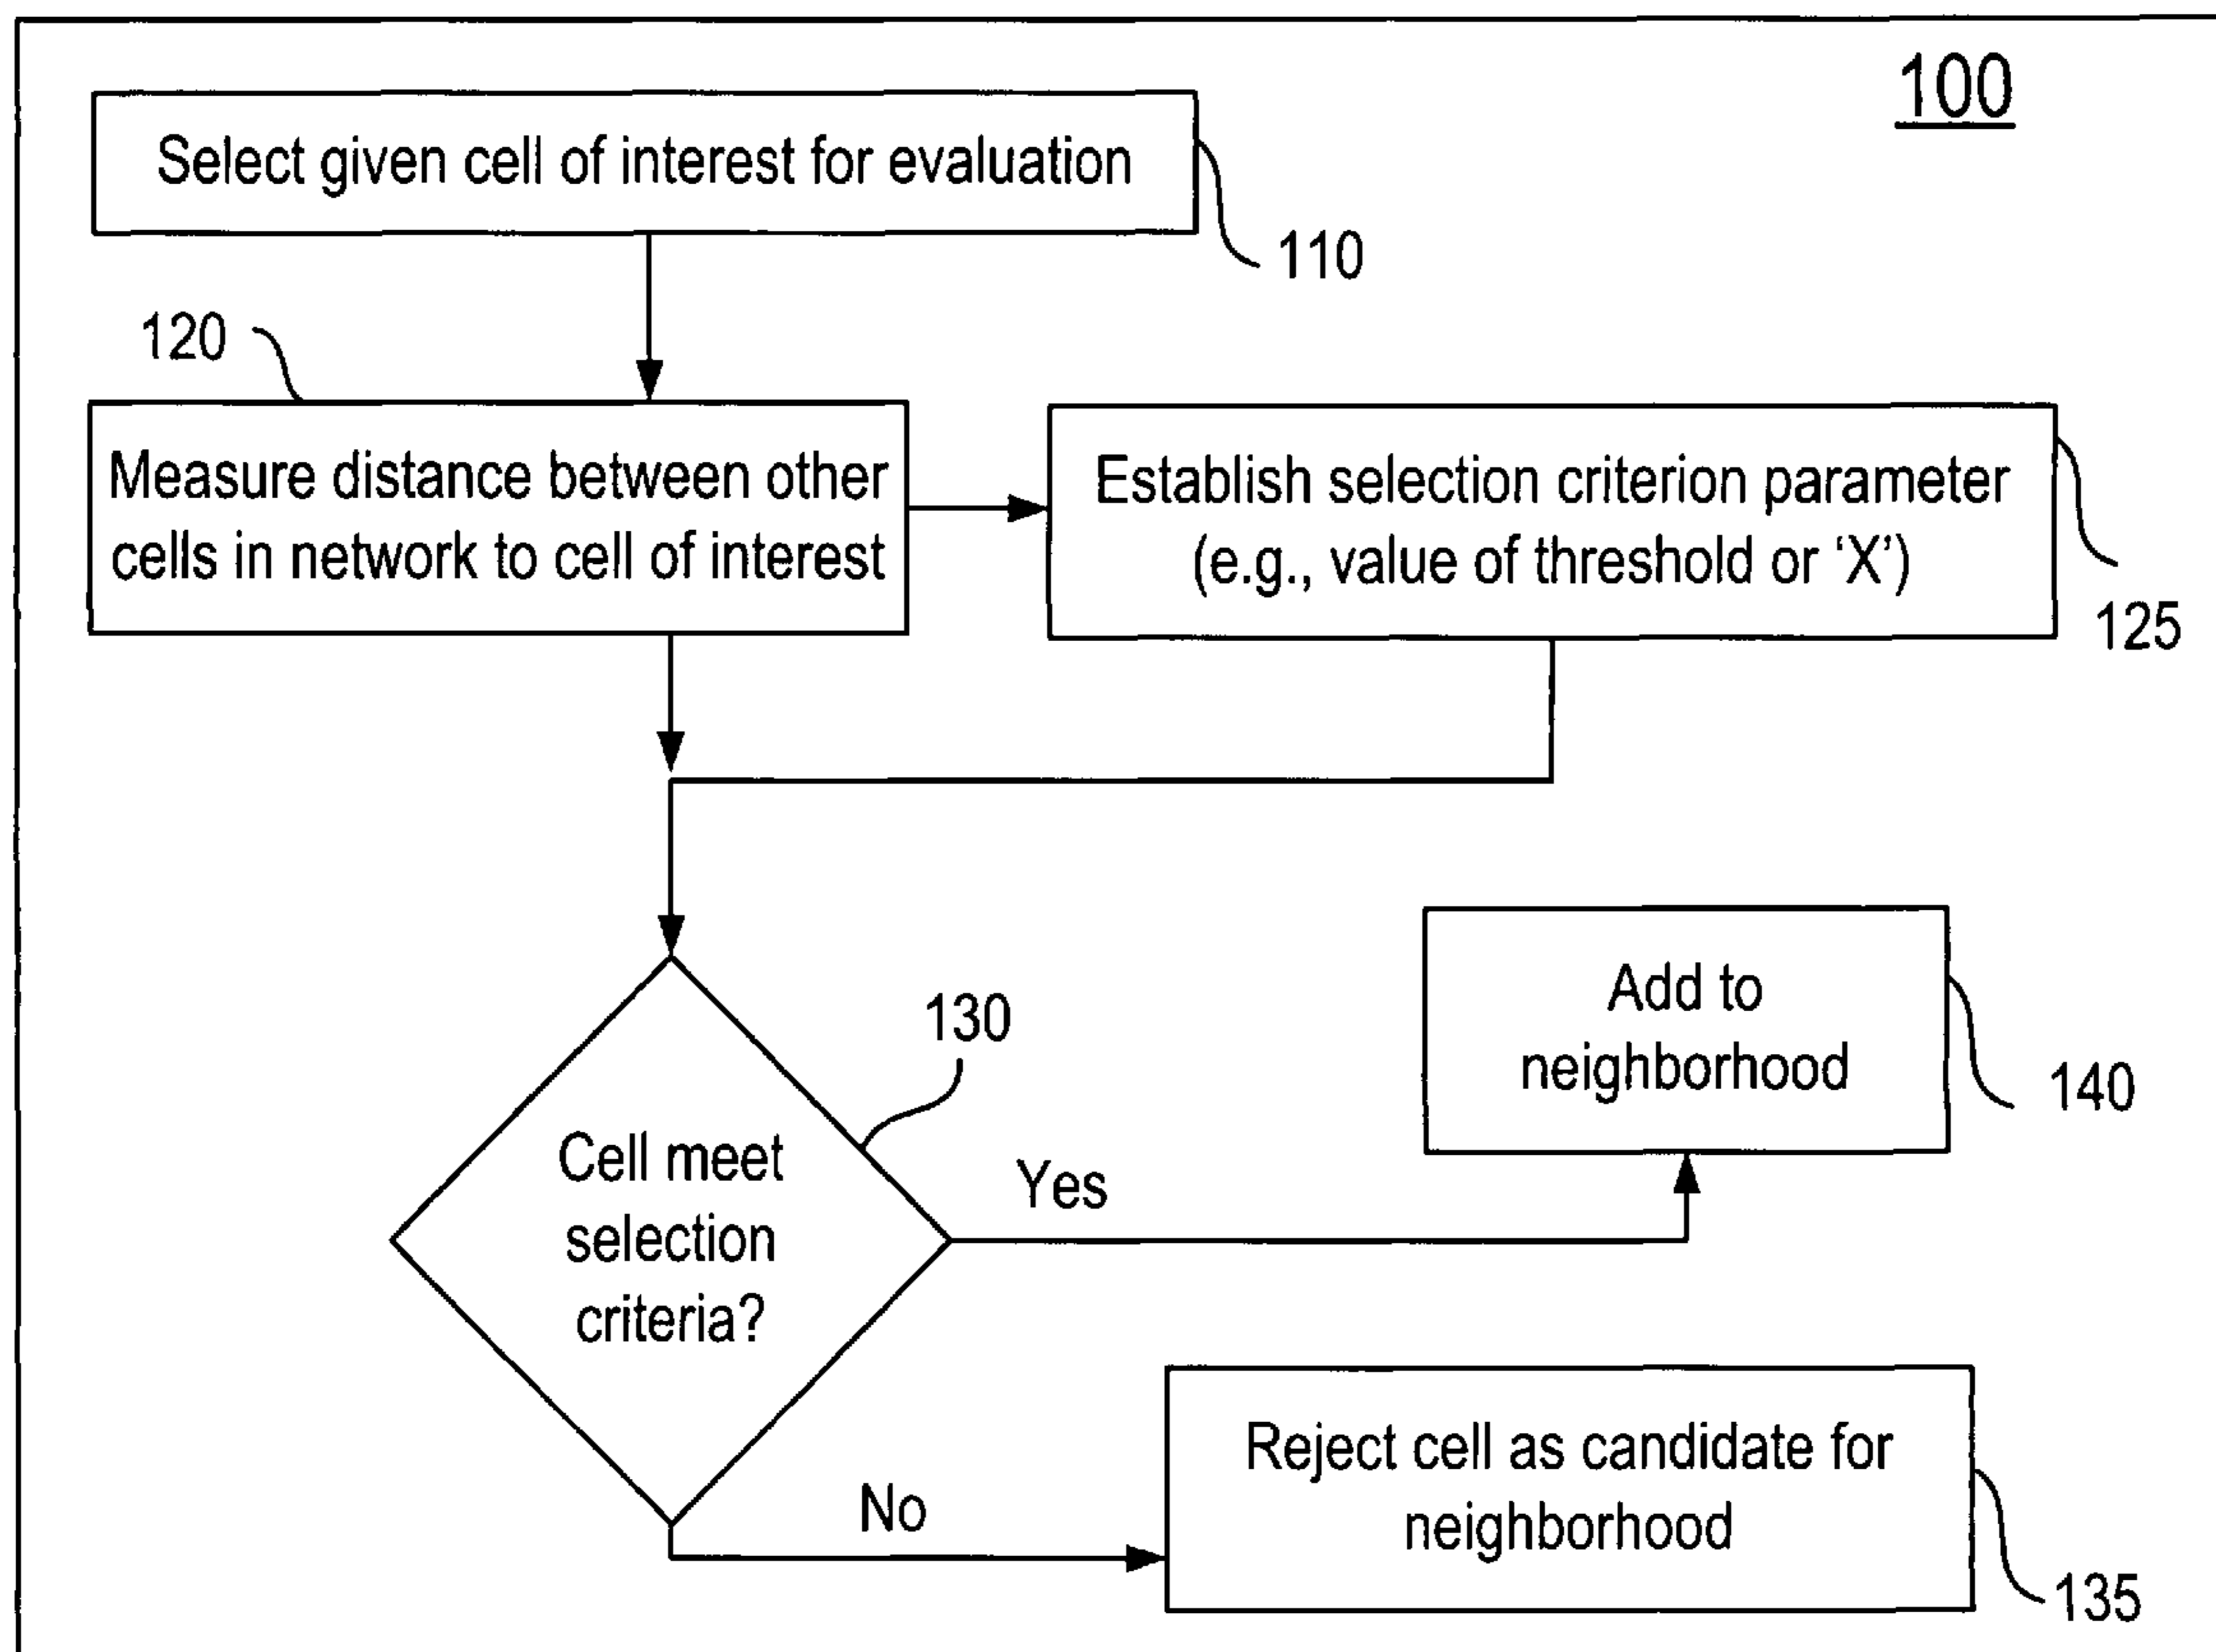 100
Select given cell of interest for evaluation
110
120
Measure distance between other
cells in network to cell of interest
Establish selection criterion parameter
(e.g., value of threshold or ‘X’)
125
130
Cell meet
selection
criteria?
Yes
Add to
neighborhood
140
No
Reject cell as candidate for
neighborhood
135